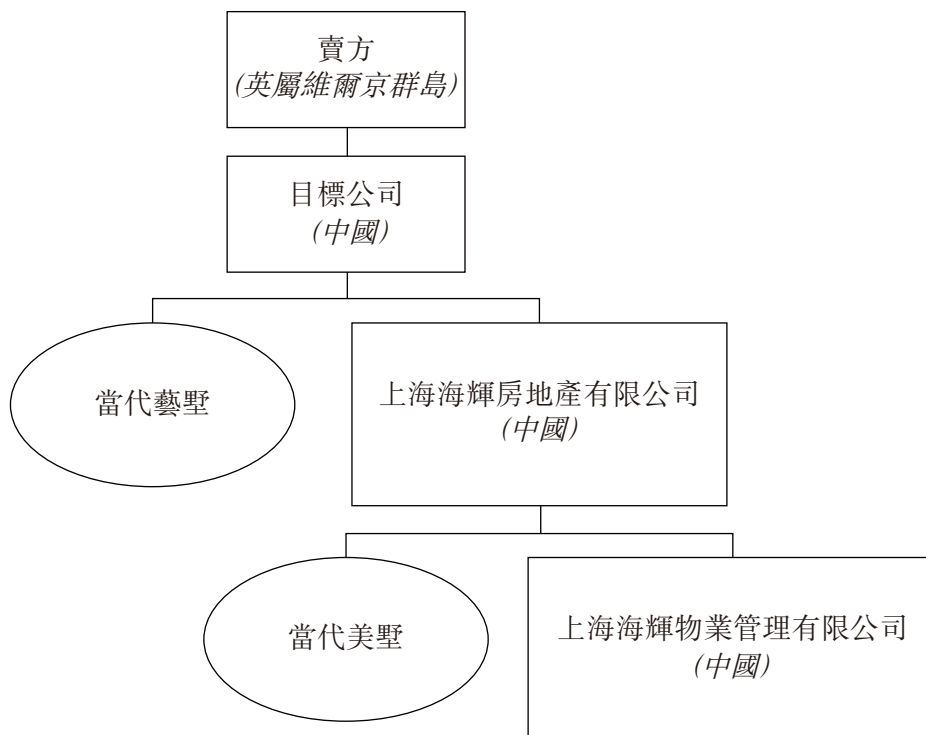 賣方
(英屬維爾京群島)
目標公司
(中國)
當代藝墅
上海海輝房地產有限公司
(中國)
當代美墅
上海海輝物業管理有限公司
(中國)